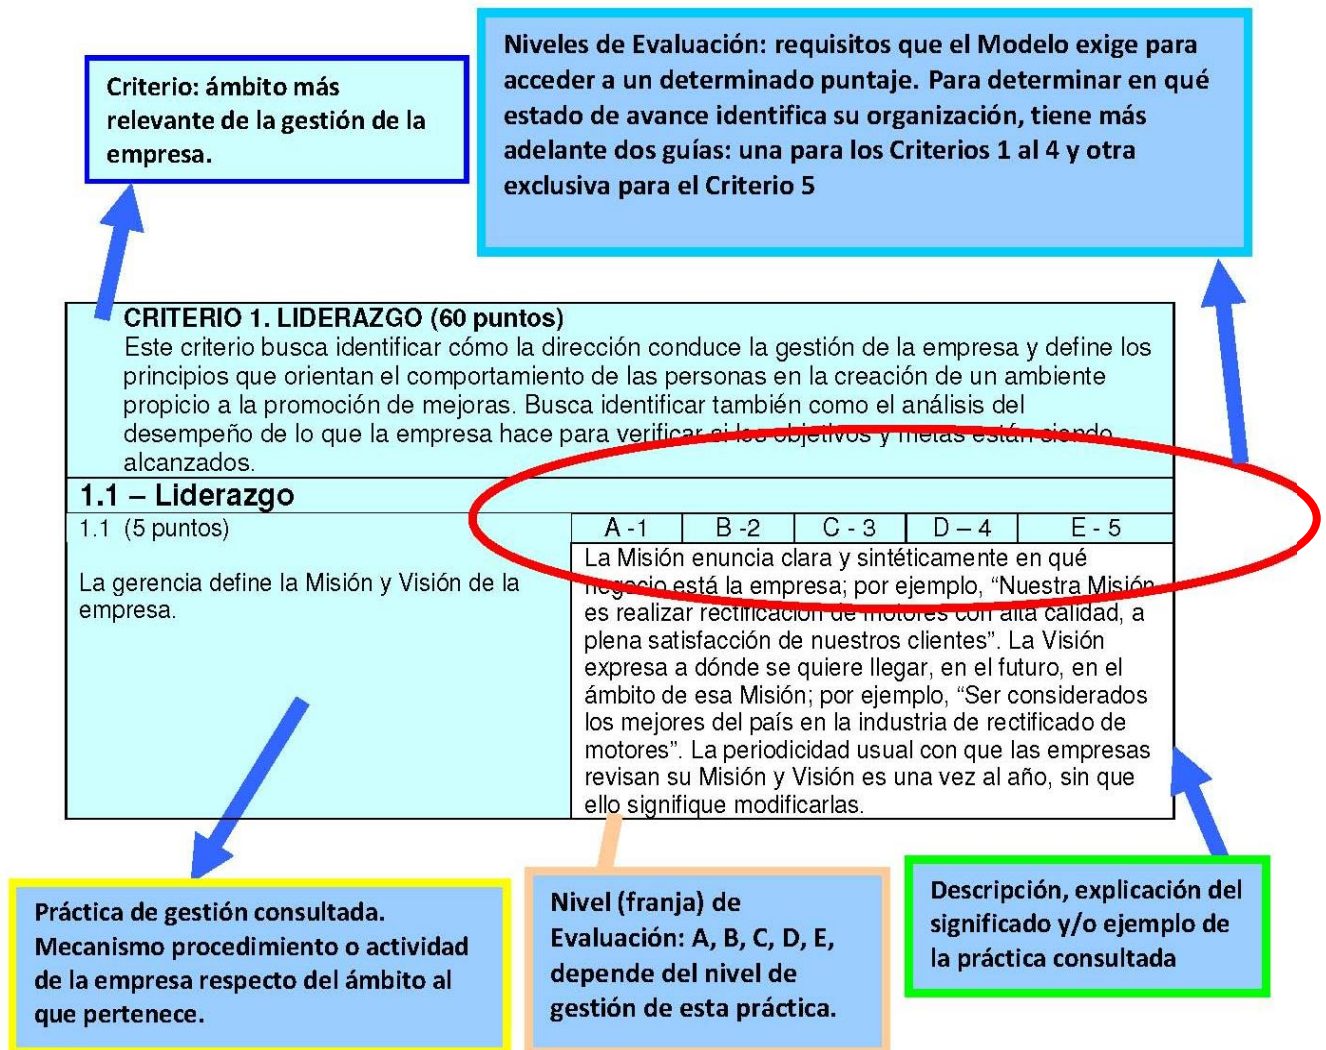 Criterio: ámbito más
relevante de la gestión de la
empresa.
Niveles de Evaluación: requisitos que el Modelo exige para
acceder a un determinado puntaje. Para determinar en qué
estado de avance identifica su organización, tiene más
adelante dos guías: una para los Criterios 1 al 4 y otra
exclusiva para el Criterio 5
CRITERIO 1. LIDERAZGO (60 puntos)
Este criterio busca identificar cómo la dirección conduce la gestión de la empresa y define los
principios que orientan el comportamiento de las personas en la creación de un ambiente
propicio a la promoción de mejoras. Busca identificar también como el análisis del
desempeño de lo que la empresa hace para verificar si los objetivos y metas están siendo
alcanzados.
1.1 – Liderazgo
1.1 (5 puntos)
La gerencia define la Misión y Visión de la
empresa.
A -1 B -2 C - 3 D – 4 E - 5
La Misión enuncia clara y sintéticamente en qué
negocio está la empresa; por ejemplo, “Nuestra Misión
es realizar rectificación de motores con alta calidad, a
plena satisfacción de nuestros clientes”. La Visión
expresa a dónde se quiere llegar, en el futuro, en el
ámbito de esa Misión; por ejemplo, “Ser considerados
los mejores del país en la industria de rectificado de
motores”. La periodicidad usual con que las empresas
revisan su Misión y Visión es una vez al año, sin que
ello signifique modificarlas.
Práctica de gestión consultada.
Mecanismo procedimiento o actividad
de la empresa respecto del ámbito al
que pertenece.
Nivel (franja) de
Evaluación: A, B, C, D, E,
depende del nivel de
gestión de esta práctica.
Descripción, explicación del
significado y/o ejemplo de
la práctica consultada